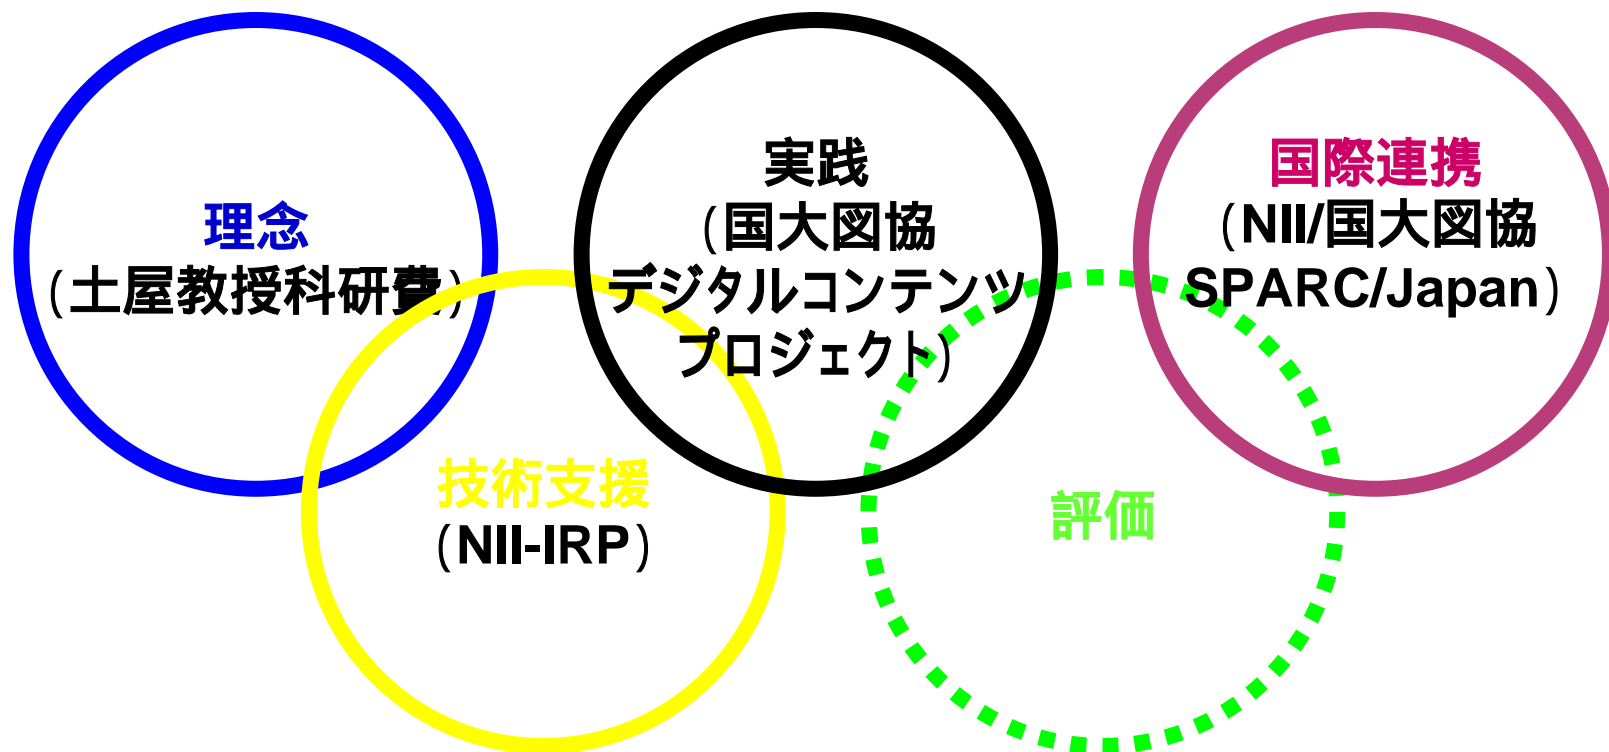 理念
（土屋教授科研費）
実践
（国大図協
デジタルコンテンツ
プロジェクト）
国際連携
（NII/国大図協
SPARC/Japan）
技術支援
（NII-IRP）
評価